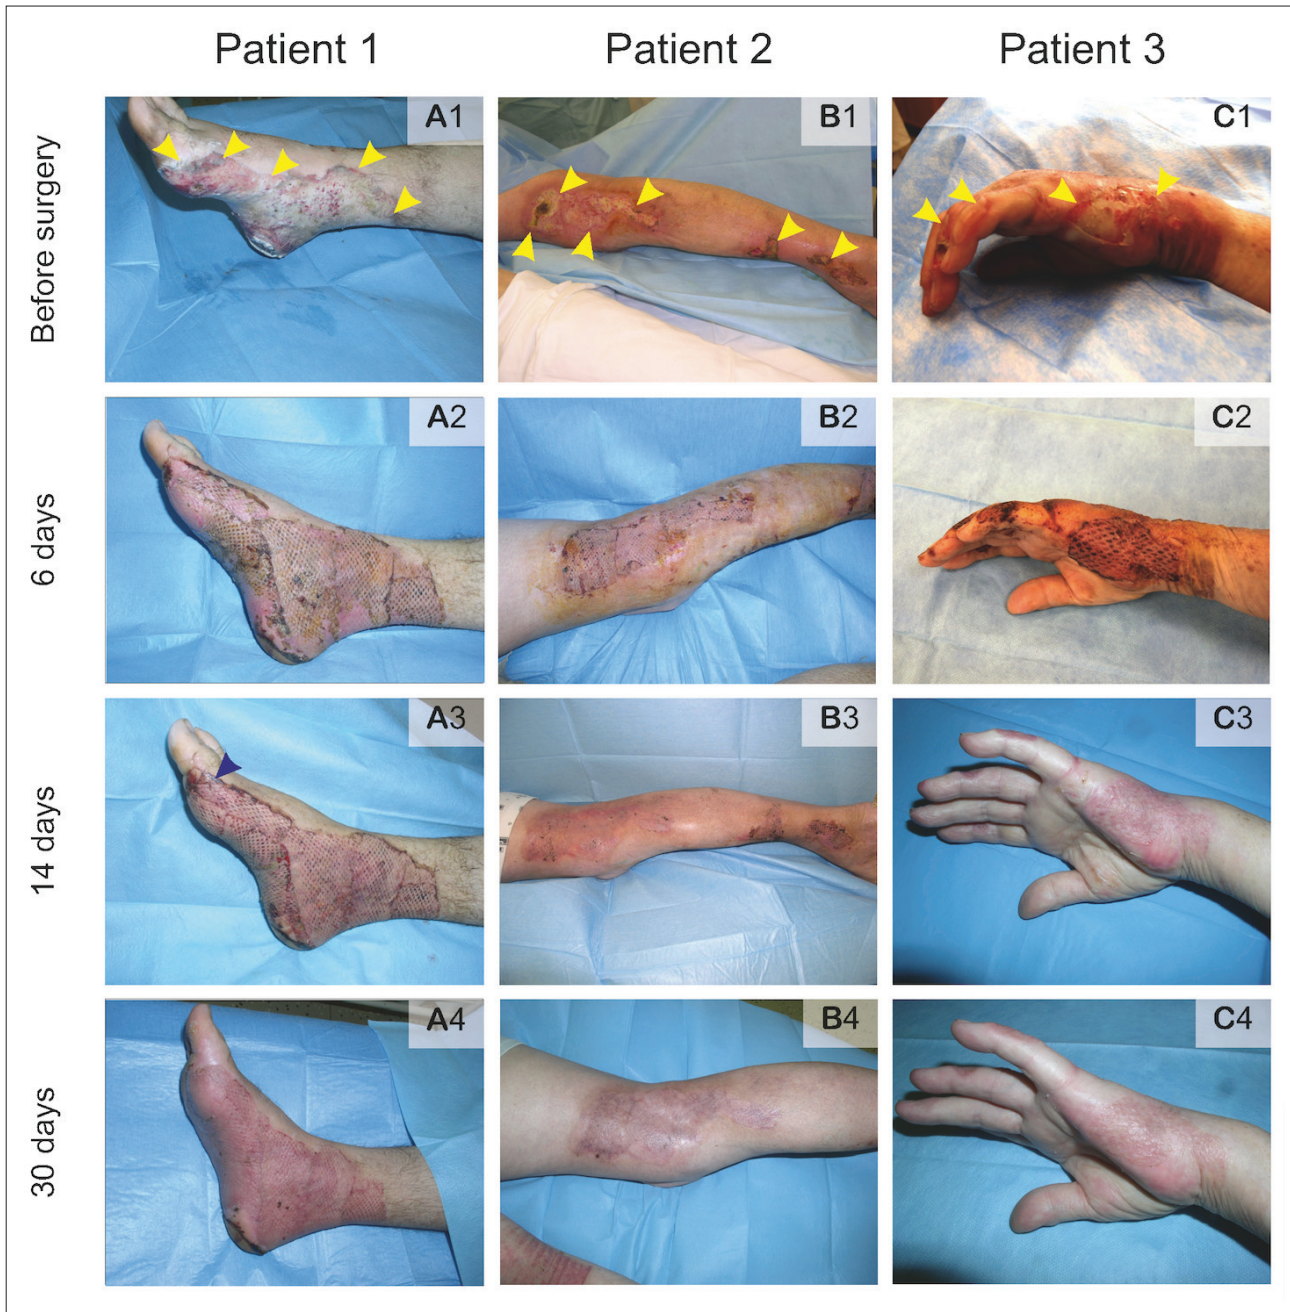 Patient 1 Patient 2 Patient 3
Before surgery
A1 B1 C1
6 days
A2 B2 C2
14 days
A3 B3 C3
30 days
A4 B4 C4